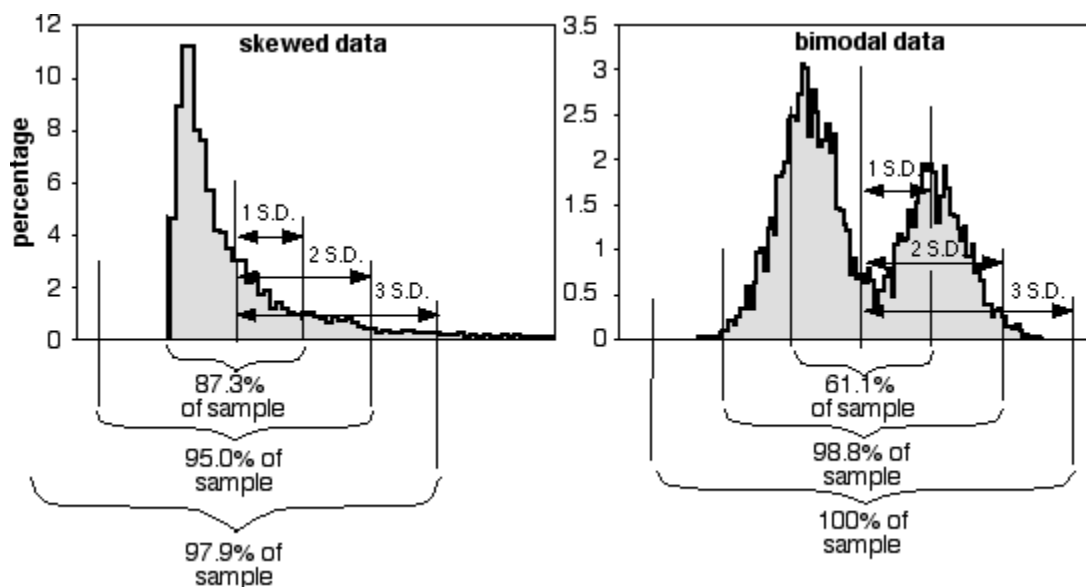 skewed data
percentage
12
10
8
6
4
2
0
1 S.D.
2 S.D.
3 S.D.
87.3%
of sample
95.0% of
sample
97.9% of
sample
bimodal data
3.5
3
2.5
2
1.5
1
0.5
0
1 S.D.
2 S.D.
3 S.D.
61.1%
of sample
98.8% of
sample
100% of
sample